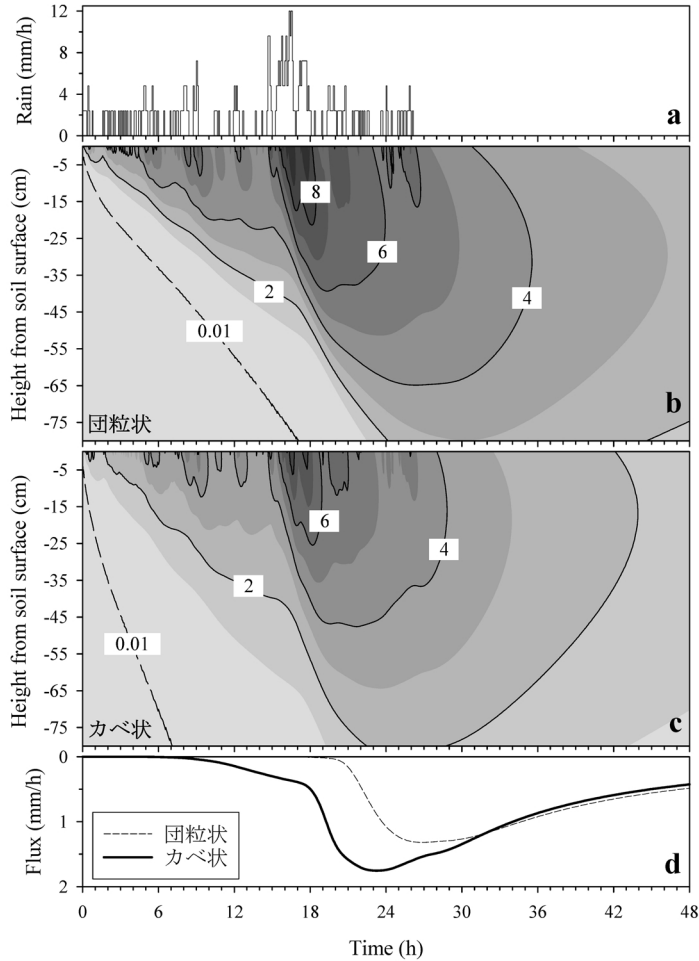 12
8
4
0
Rain (mm/h)
a
-5
-15
-25
-35
-45
-55
-65
-75
Height from soil surface (cm)
8
6
4
2
0.01
団粒状
b
-5
-15
-25
-35
-45
-55
-65
-75
Height from soil surface (cm)
6
4
2
0.01
カベ状
c
0
1
2
Flux (mm/h)
団粒状
カベ状
d
0 6 12 18 24 30 36 42 48
Time (h)